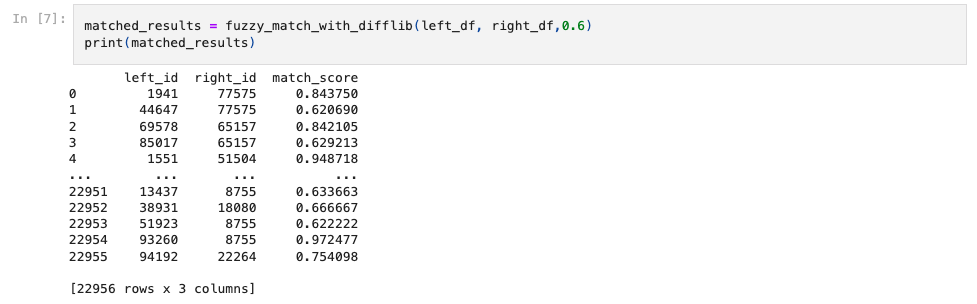 In [7]:
matched_results = fuzzy_match_with_difflib(left_df, right_df,0.6)
print(matched_results)
left_id right_id match_score
0 1941 77575 0.843750
1 44647 77575 0.620690
2 69578 65157 0.842105
3 85017 65157 0.629213
4 1551 51504 0.948718
... ... ... ...
22951 13437 8755 0.633663
22952 38931 18080 0.666667
22953 51923 8755 0.622222
22954 93260 8755 0.972477
22955 94192 22264 0.754098
[22956 rows x 3 columns]